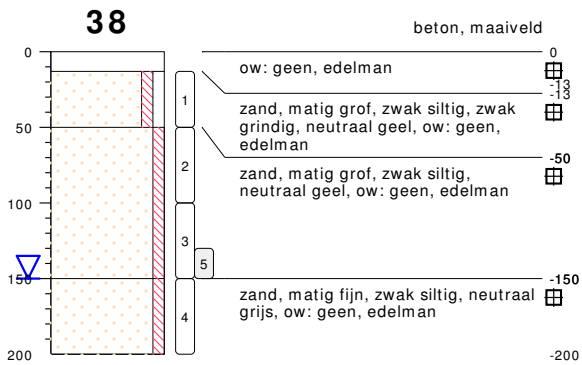 38
beton, maaiveld
0
0
ow: geen, edelman
-13
-13
1
zand, matig grof, zwak siltig, zwak
grindig, neutraal geel, ow: geen,
edelman
50
-50
2
zand, matig grof, zwak siltig,
neutraal geel, ow: geen, edelman
100
3
5
150
-150
4
zand, matig fijn, zwak siltig, neutraal
grijs, ow: geen, edelman
200
-200